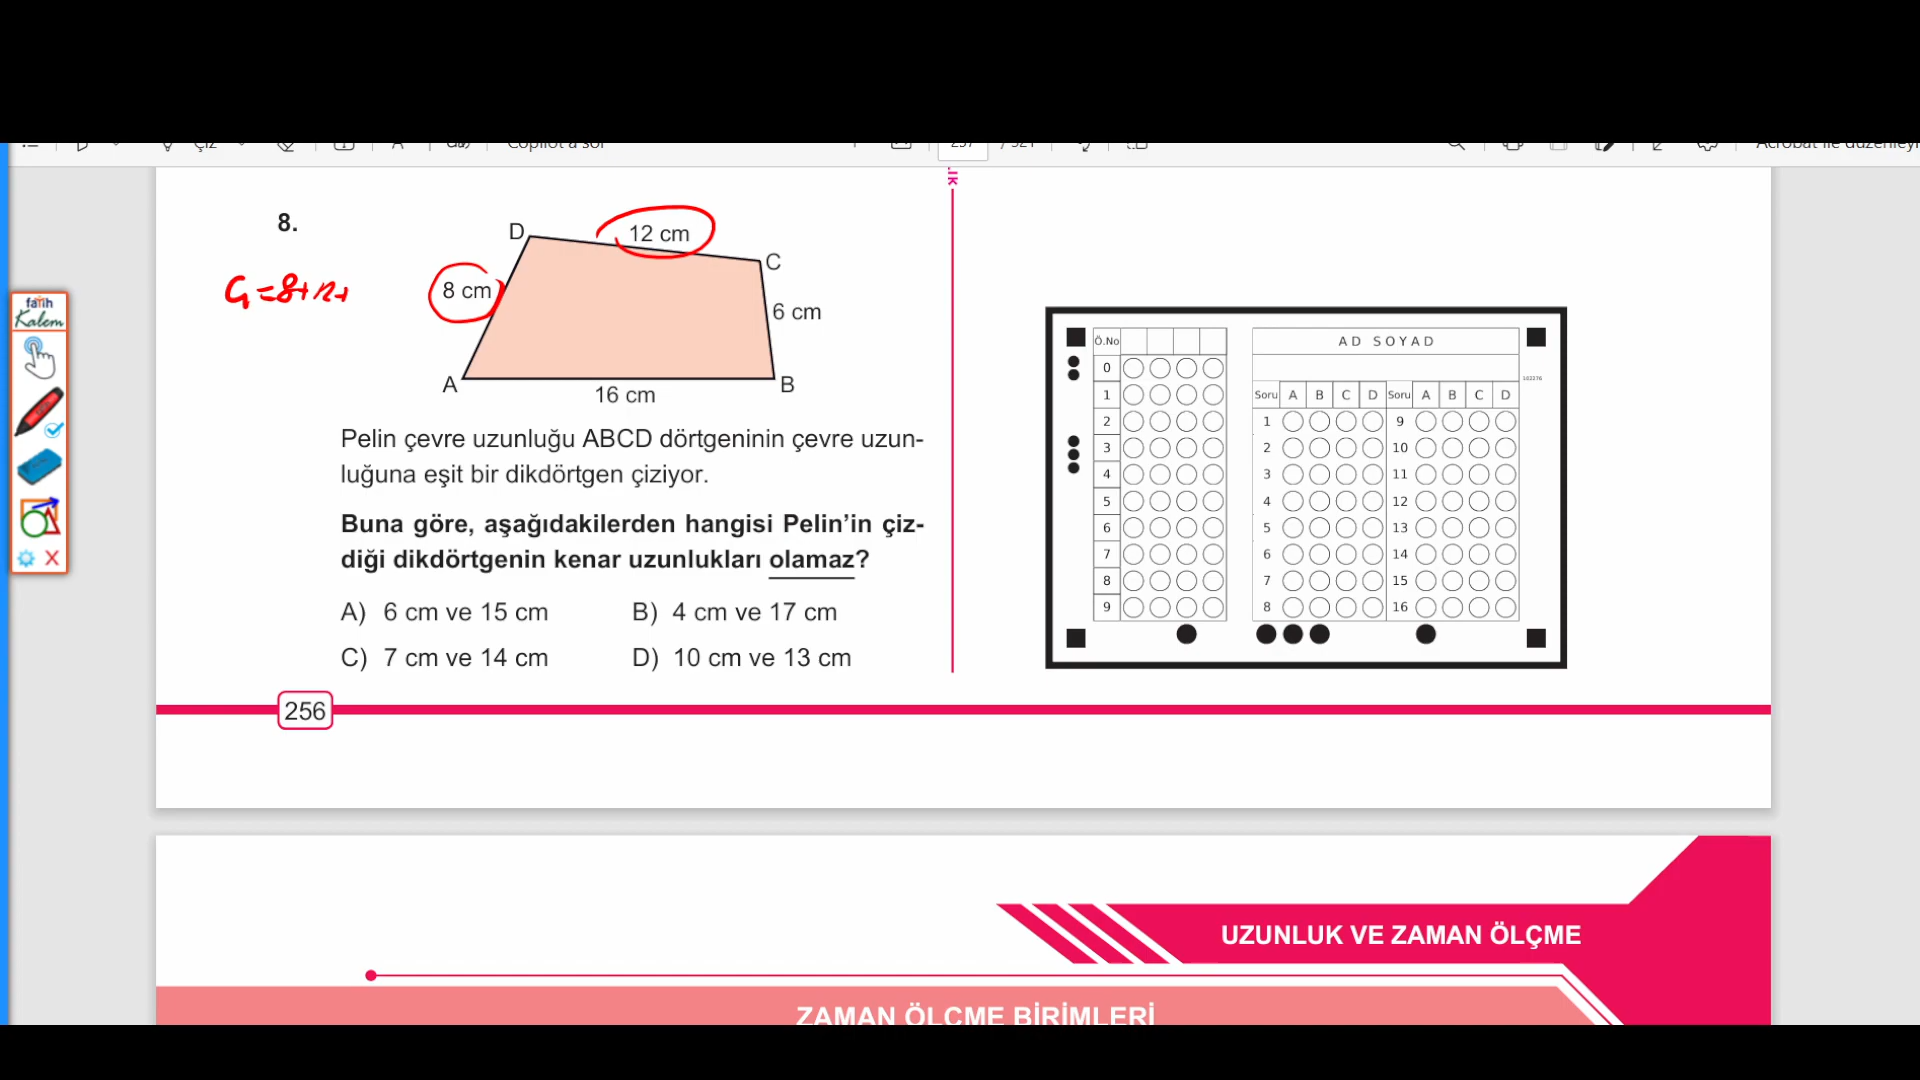 8.
D
12 cm
C
8 cm
6 cm
A
16 cm
B
Ç=8+12+
Pelin çevre uzunluğu ABCD dörtgeninin çevre uzun-
luğuna eşit bir dikdörtgen çiziyor.
Buna göre, aşağıdakilerden hangisi Pelin’in çiz-
diği dikdörtgenin kenar uzunlukları olamaz?
A) 6 cm ve 15 cm
B) 4 cm ve 17 cm
C) 7 cm ve 14 cm
D) 10 cm ve 13 cm
256
fatih
Kalem
Ö.No
0
1
2
3
4
5
6
7
8
9
AD SOYAD
102276
Soru A B C D Soru A B C D
1 9
2 10
3 11
4 12
5 13
6 14
7 15
8 16
UZUNLUK VE ZAMAN ÖLÇME
ZAMAN ÖLÇME BİRİMLERİ